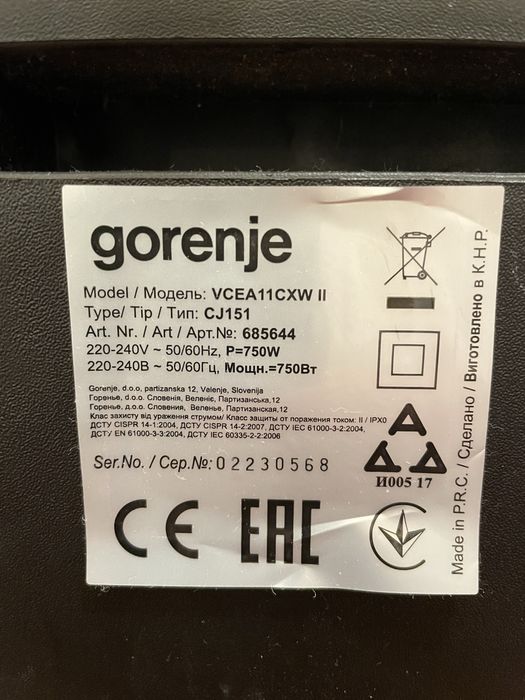 gorenje
Model / Модель: VCEA11CXW II
Type/ Tip / Тип: CJ151
Art. Nr. / Art / Арт.№: 685644
220-240V ~ 50/60Hz, P=750W
220-240В ~ 50/60Гц, Мощн.=750Вт
Gorenje, d.o.o, partizanska 12, Velenje, Slovenija
Горенье, d.o.o. Словенія, Веленіє, Партизанська,12
Горенье, д.о.о. Словения, Веленье, Партизанская,12
Клас захисту від ураження струмом/ Класс защиты от поражения током: II / IPX0
ДСТУ CISPR 14-1:2004, ДСТУ CISPR 14-2:2007, ДСТУ IEC 61000-3-2:2004,
ДСТУ EN 61000-3-3:2004, ДСТУ IEC 60335-2-2:2006
Ser.No. / Сер.№: 02230568
И005 17
CE EAC
Made in P.R.C. / Сделано / Виготовлено в К.Н.Р.